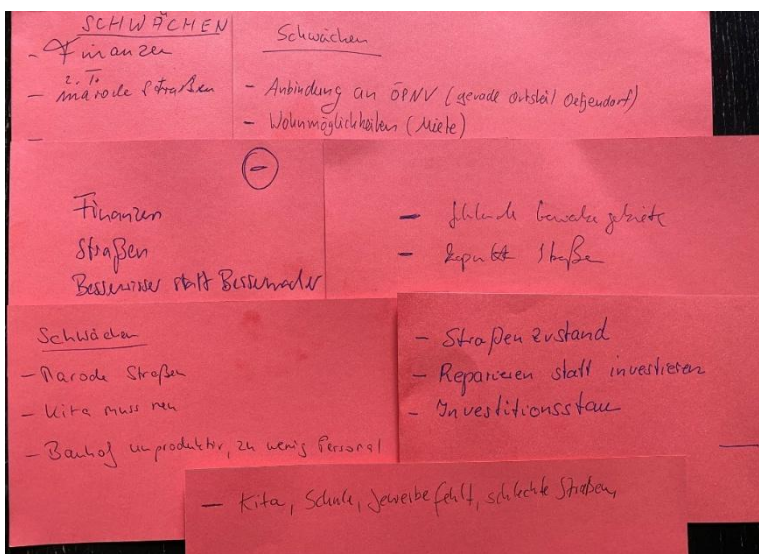 SCHWÄCHEN
- Finanzen
- z.T. marode Straßen
-
Schwächen
- Anbindung an ÖPNV (gerade Ortsteil Oetjendorf)
- Wohnmöglichkeiten (Miete)
-
Finanzen
Straßen
Besserwisser statt Bessermacher
- fehlende Gewerbegebiete
- kaputte Straße
Schwächen
- Marode Straßen
- Kita muss neu
- Bauhof unproduktiv, zu wenig Personal
- Straßenzustand
- Reparieren statt investieren
- Investitionsstau
- Kita, Schule, Gewerbe fehlt, schlechte Straßen,